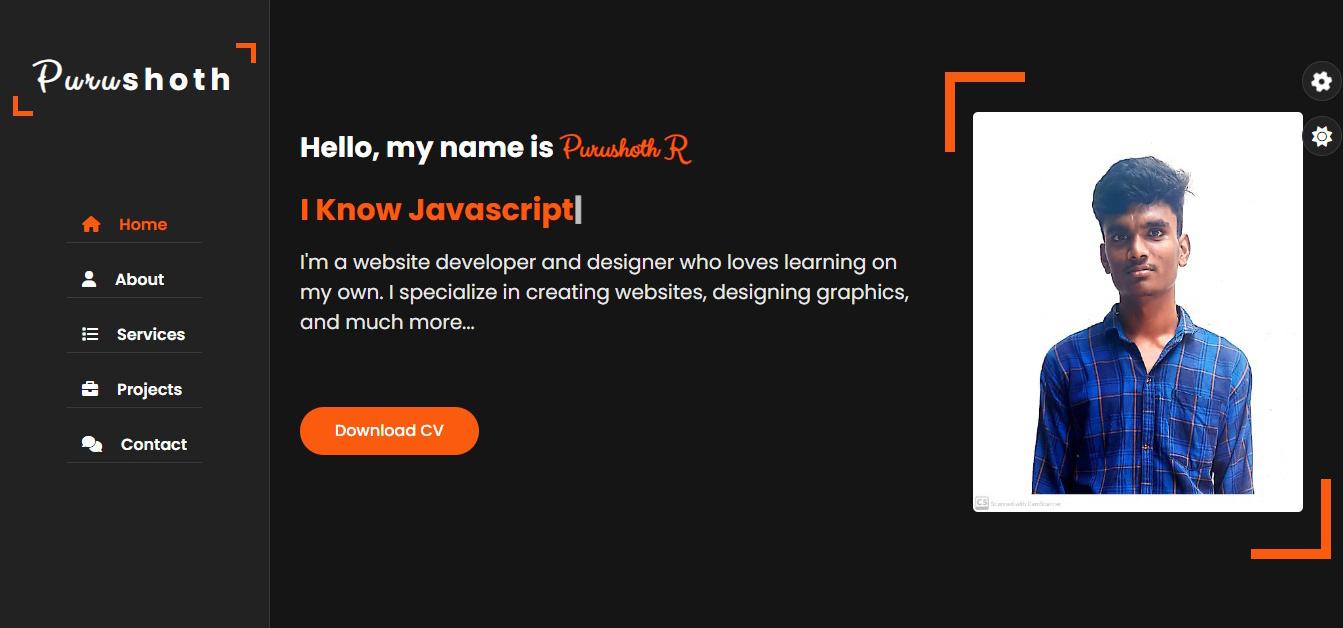 Purushoth
Home
About
Services
Projects
Contact
Hello, my name is Purushoth R
I Know Javascript
I'm a website developer and designer who loves learning on
my own. I specialize in creating websites, designing graphics,
and much more...
Download CV
CS Scanned with CamScanner